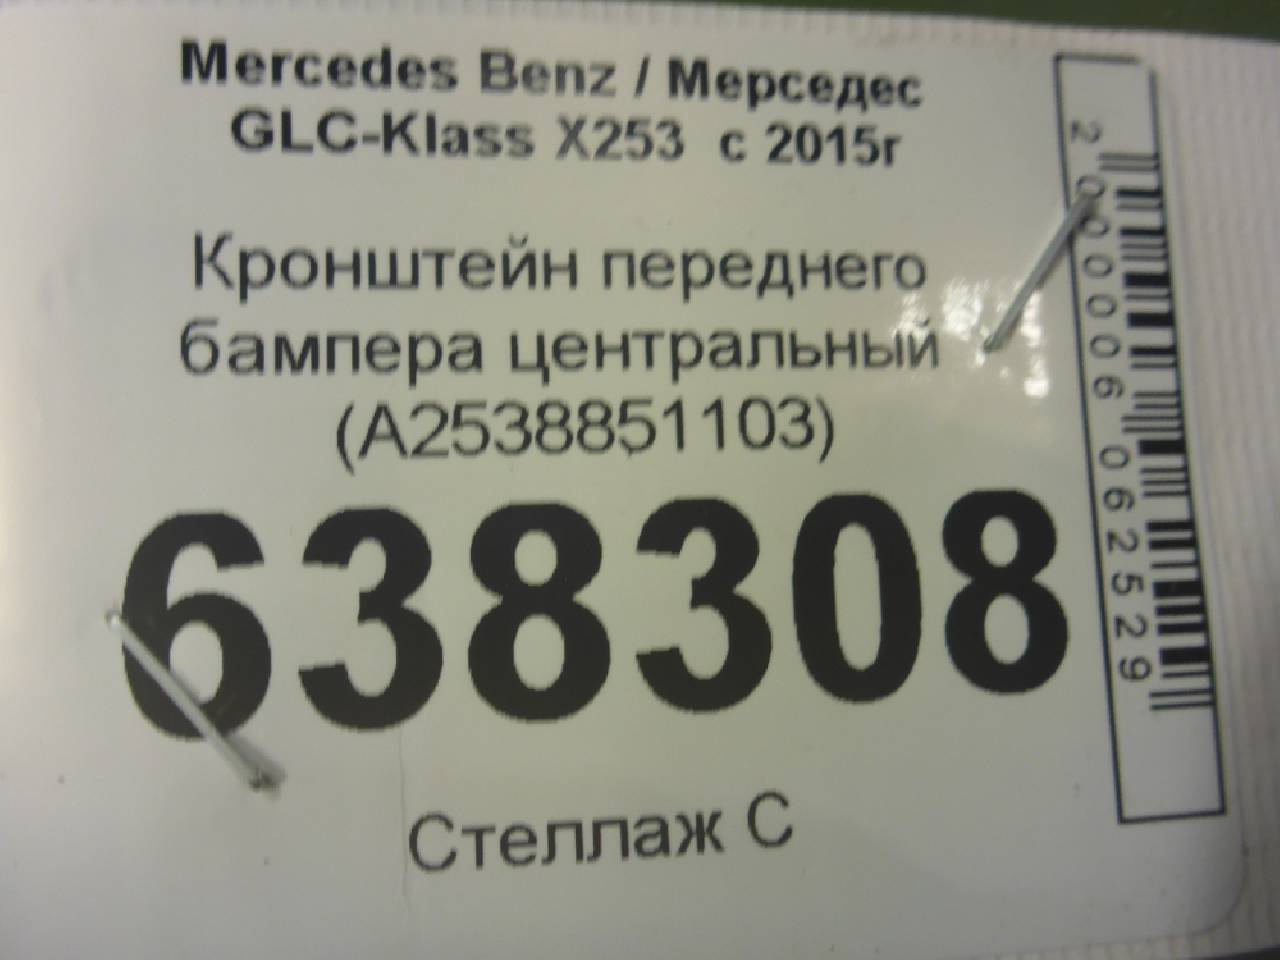 Mercedes Benz / Мерседес
GLC-Klass X253 с 2015г
Кронштейн переднего
бампера центральный
(A2538851103)
638308
Стеллаж С
2000006062529